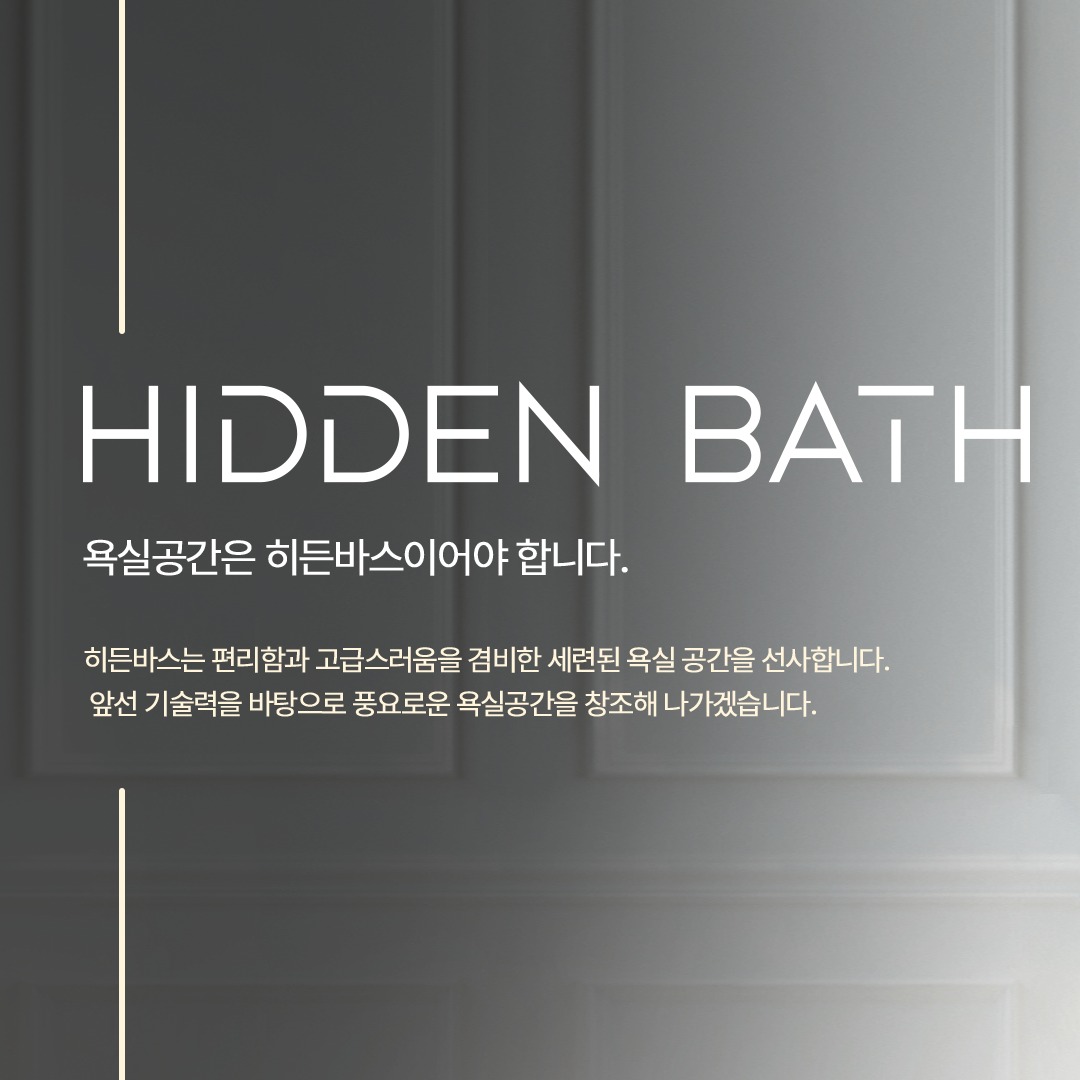 HIDDEN BATH
욕실공간은 히든바스이어야 합니다.
히든바스는 편리함과 고급스러움을 겸비한 세련된 욕실 공간을 선사합니다.
앞선 기술력을 바탕으로 풍요로운 욕실공간을 창조해 나가겠습니다.